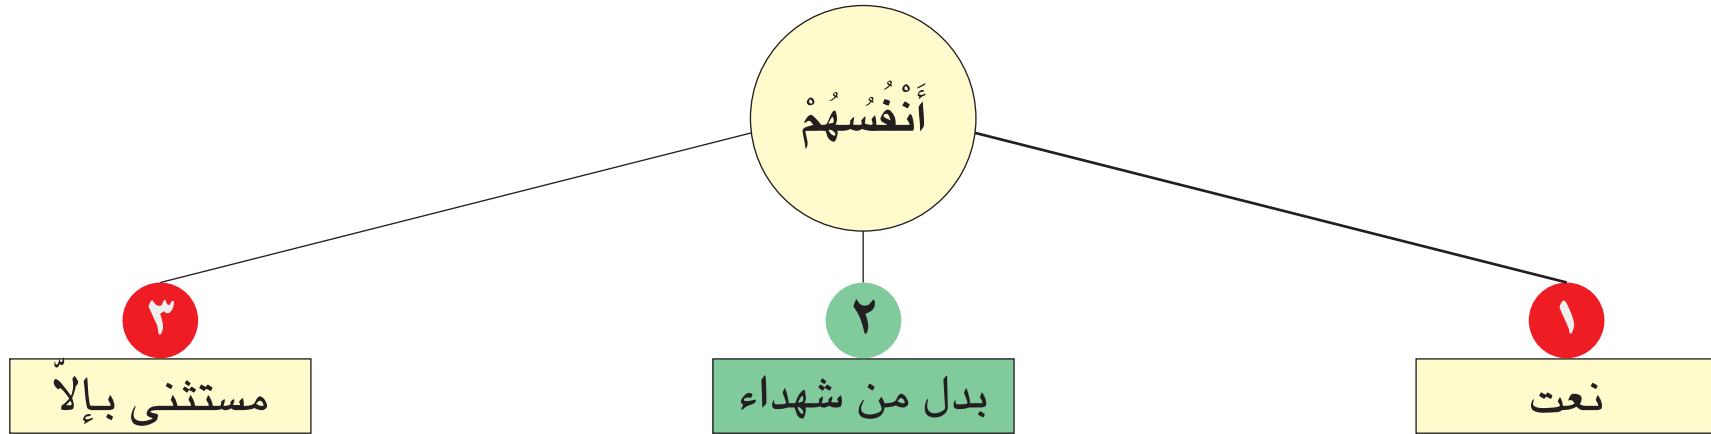 أَنْفُسُهُمْ
١
نعت
٢
بدل من شهداء
٣
مستثنى بإلاّ